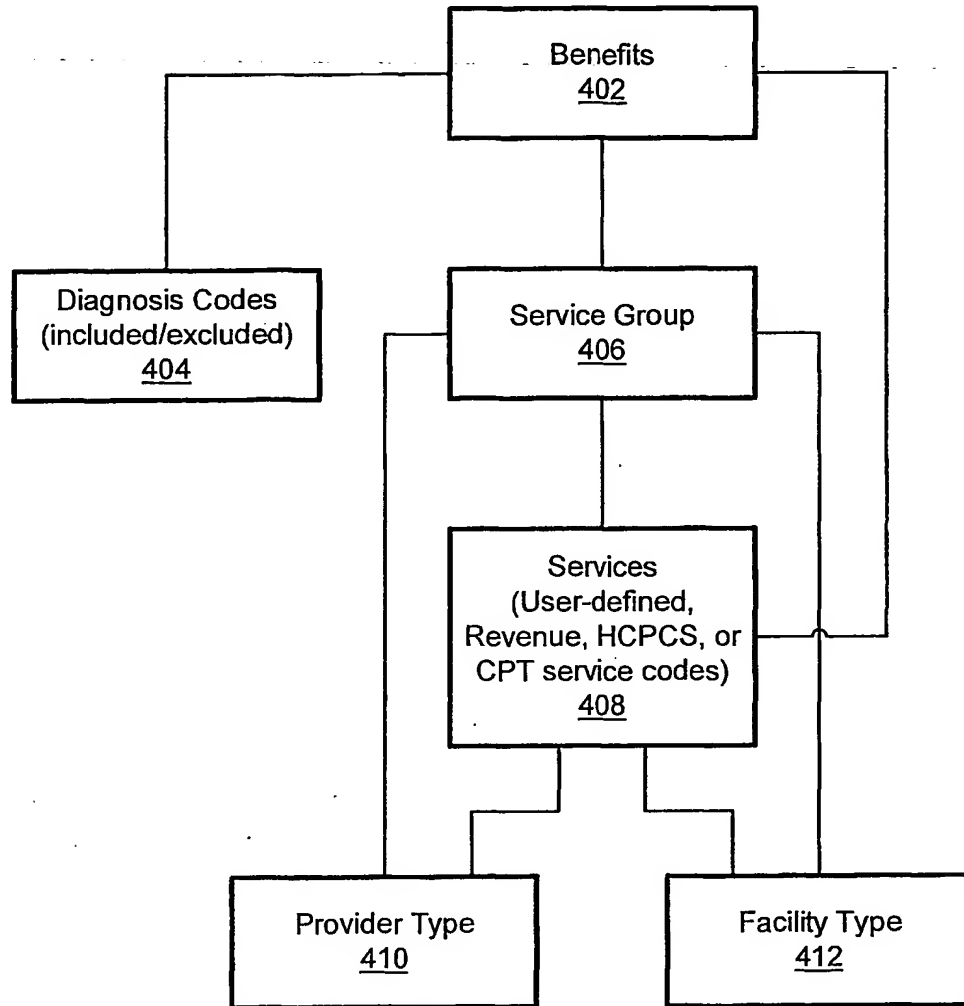 Benefits
402
Diagnosis Codes
(included/excluded)
404
Service Group
406
Services
(User-defined,
Revenue, HCPCS, or
CPT service codes)
408
Provider Type
410
Facility Type
412